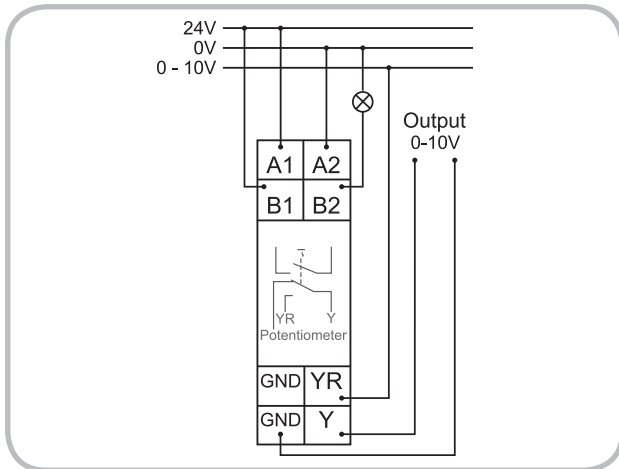 24V
0V
0 - 10V
Output
0-10V
A1 A2
B1 B2
YR Y
Potentiometer
GND YR
GND Y